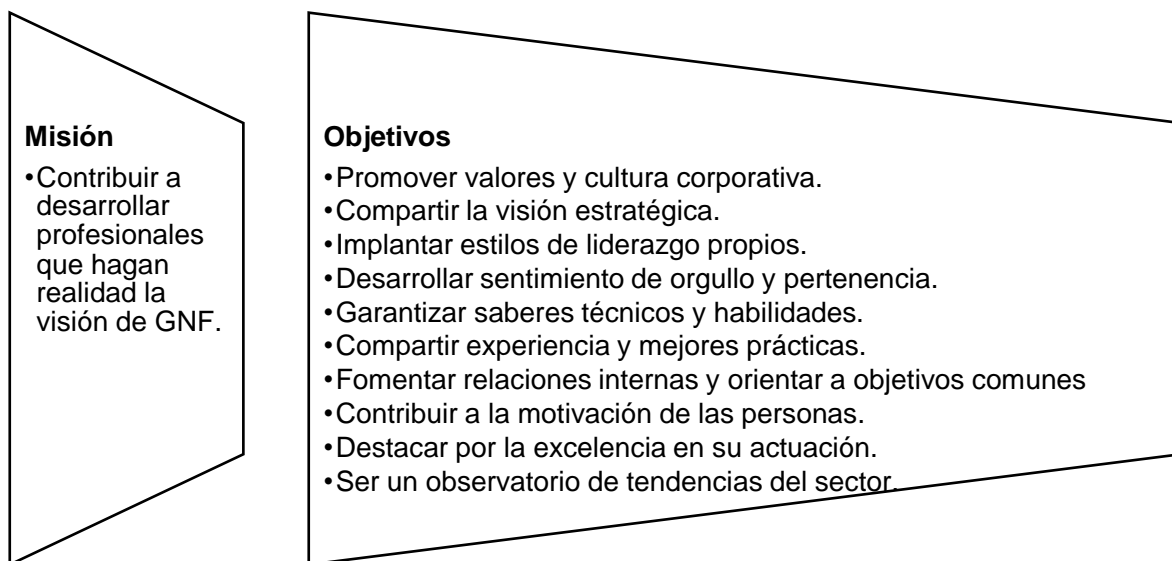 Misión
•Contribuir a
desarrollar
profesionales
que hagan
realidad la
visión de GNF.
Objetivos
•Promover valores y cultura corporativa.
•Compartir la visión estratégica.
•Implantar estilos de liderazgo propios.
•Desarrollar sentimiento de orgullo y pertenencia.
•Garantizar saberes técnicos y habilidades.
•Compartir experiencia y mejores prácticas.
•Fomentar relaciones internas y orientar a objetivos comunes
•Contribuir a la motivación de las personas.
•Destacar por la excelencia en su actuación.
•Ser un observatorio de tendencias del sector.